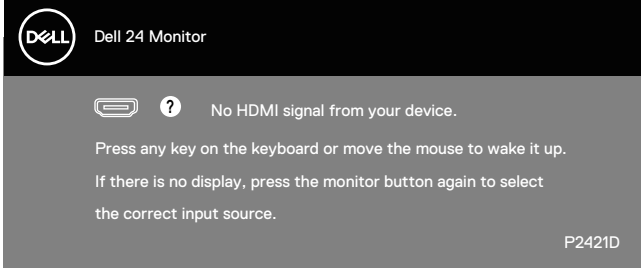 DELL
Dell 24 Monitor
? No HDMI signal from your device.
Press any key on the keyboard or move the mouse to wake it up.
If there is no display, press the monitor button again to select
the correct input source.
P2421D